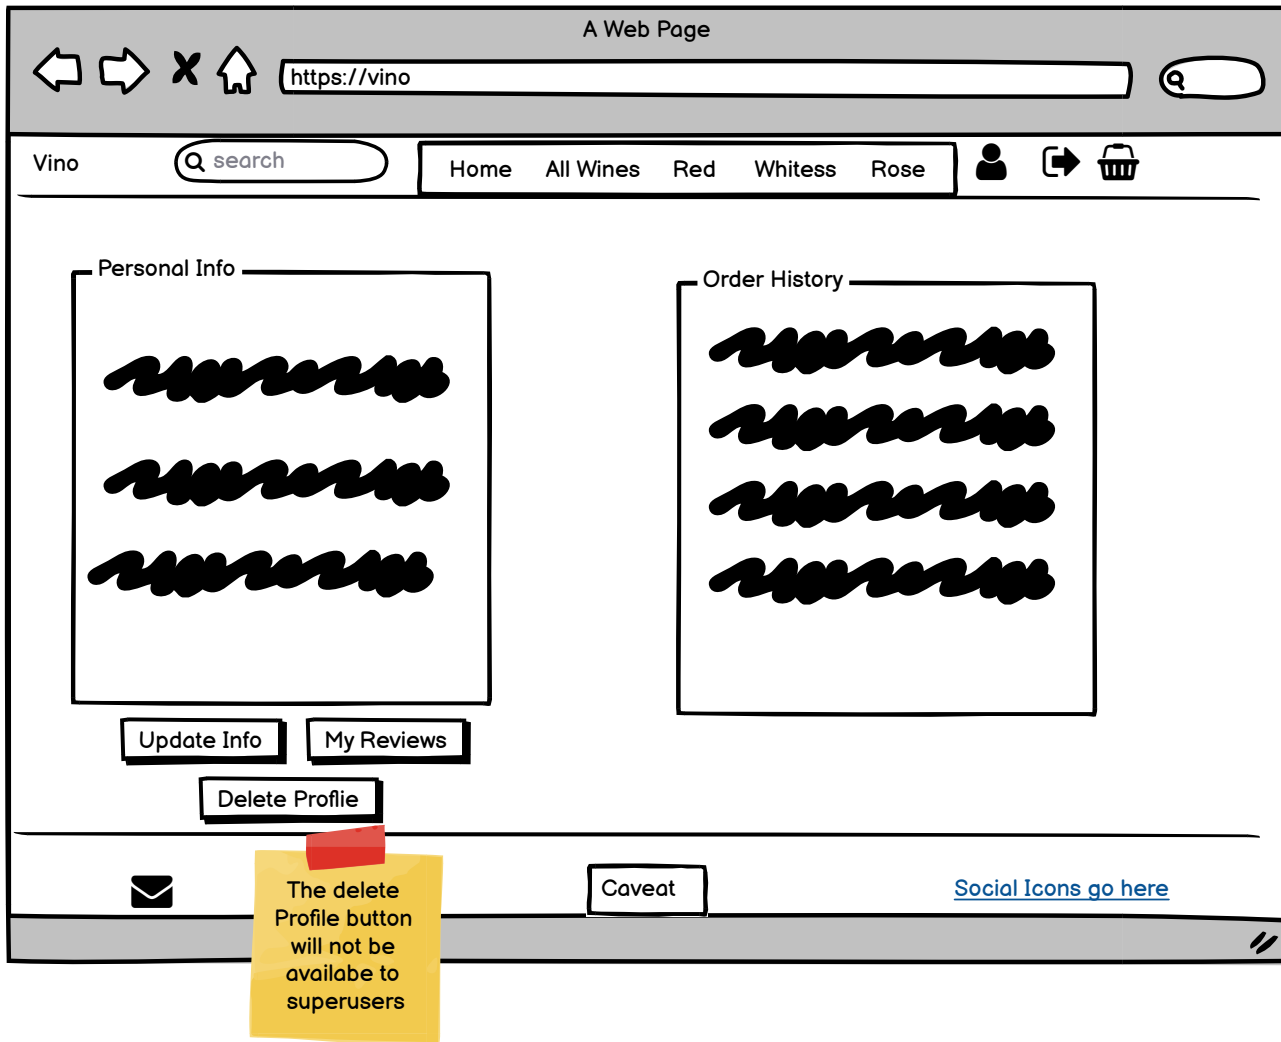 A Web Page
https://vino
Vino
search
Home All Wines Red Whitess Rose
Personal Info
Order History
Update Info
My Reviews
Delete Proflie
The delete
Profile button
will not be
availabe to
superusers
Caveat
Social Icons go here